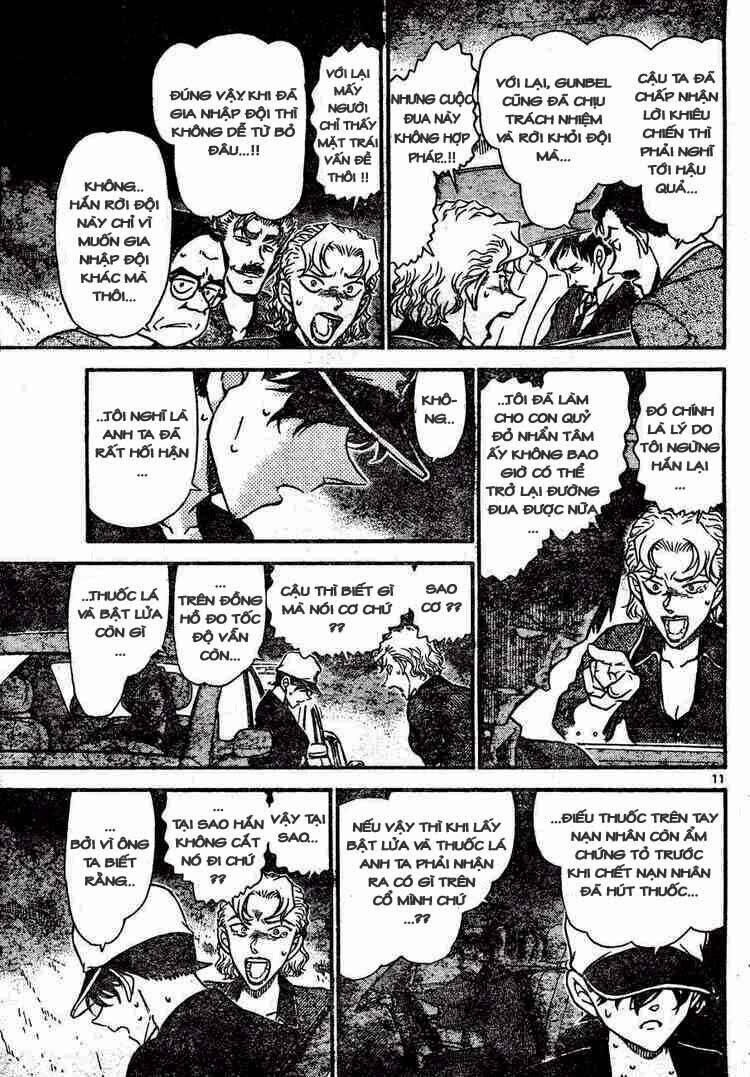 CẬU TA ĐÃ
CHẤP NHẬN
LỜI KHIÊU
CHIẾN THÌ
PHẢI NGHĨ
TỚI HẬU
QUẢ...
VỚI LẠI, GUNBEL
CŨNG ĐÃ CHỊU
TRÁCH NHIỆM
VÀ RỜI KHỎI ĐỘI
MÀ...
NHƯNG CUỘC
ĐUA NÀY
KHÔNG HỢP
PHÁP..!!
VỚI LẠI
MẤY
NGƯỜI
CHỈ THẤY
MẶT TRÁI
VẤN ĐỀ
THÔI..!!
ĐÚNG VẬY. KHI ĐÃ
GIA NHẬP ĐỘI THÌ
KHÔNG DỄ TỪ BỎ
ĐÂU...!!
KHÔNG..
HẮN RỜI ĐỘI
NÀY CHỈ VÌ
MUỐN GIA
NHẬP ĐỘI
KHÁC MÀ
THÔI...
ĐÓ CHÍNH
LÀ LÝ DO
TÔI NGỪNG
HẮN LẠI
...
..TÔI ĐÃ LÀM
CHO CON QUỶ
ĐỎ NHẪN TÂM
ẤY KHÔNG BAO
GIỜ CÓ THỂ
TRỞ LẠI ĐƯỜNG
ĐUA ĐƯỢC NỮA
...
KHÔ-
NG..
..TÔI NGHĨ LÀ
ANH TA ĐÃ
RẤT HỐI HẬN
...
SAO
CƠ ??
CẬU THÌ BIẾT GÌ
MÀ NÓI CƠ CHỨ
??
...
TRÊN ĐỒNG
HỒ ĐO TỐC
ĐỘ VẪN
CÒN...
..THUỐC LÁ
VÀ BẬT LỬA
CÒN GÌ
...
11
...ĐIẾU THUỐC TRÊN TAY
NẠN NHÂN CÒN ẨM
CHỨNG TỎ TRƯỚC
KHI CHẾT NẠN NHÂN
ĐÃ HÚT THUỐC...
NẾU VẬY THÌ KHI LẤY
BẬT LỬA VÀ THUỐC LÁ
ANH TA PHẢI NHẬN
RA CÓ GÌ TRÊN
CỔ MÌNH CHỨ
...??
VẬY TẠI
SAO...
...
TẠI SAO HẮN
KHÔNG CẮT
NÓ ĐI CHỨ
??
...
BỞI VÌ ÔNG
TA BIẾT
RẰNG..